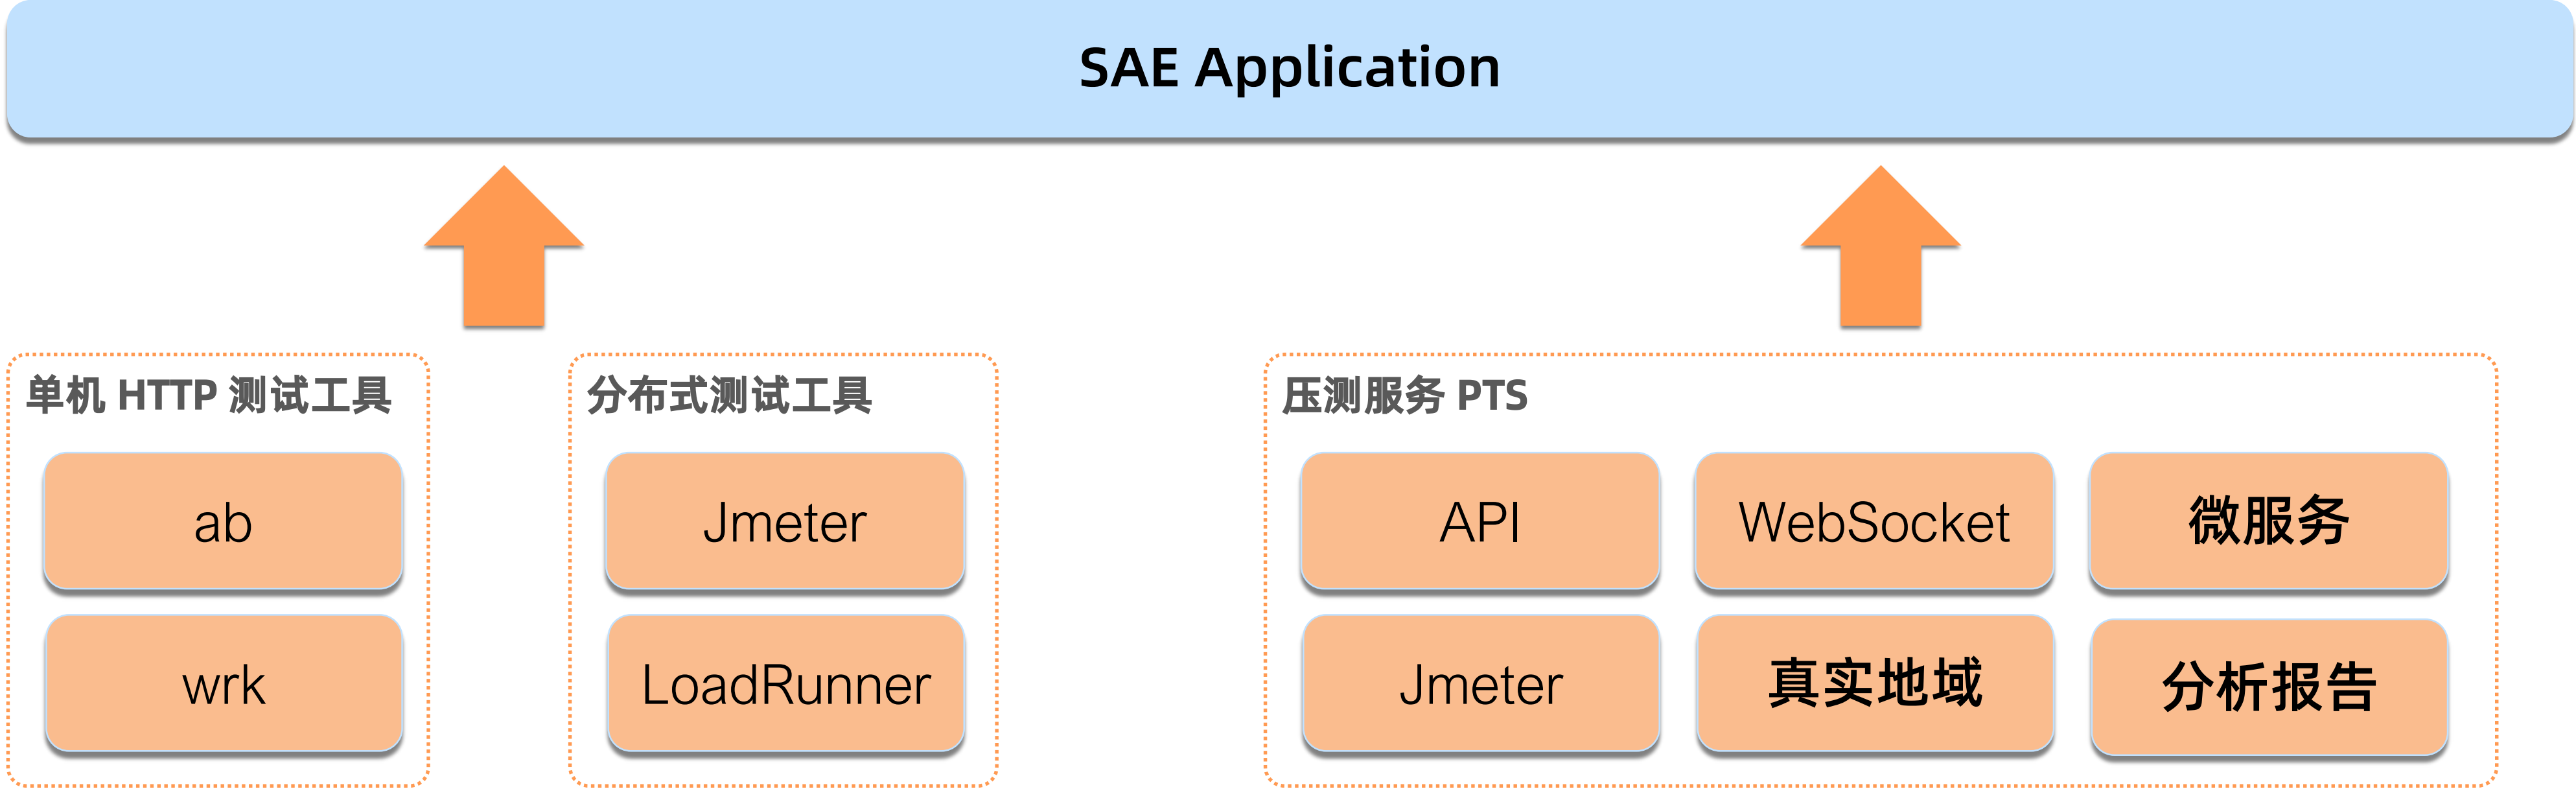 SAE Application
单机 HTTP 测试工具
ab
wrk
分布式测试工具
Jmeter
LoadRunner
压测服务 PTS
API
WebSocket
微服务
Jmeter
真实地域
分析报告